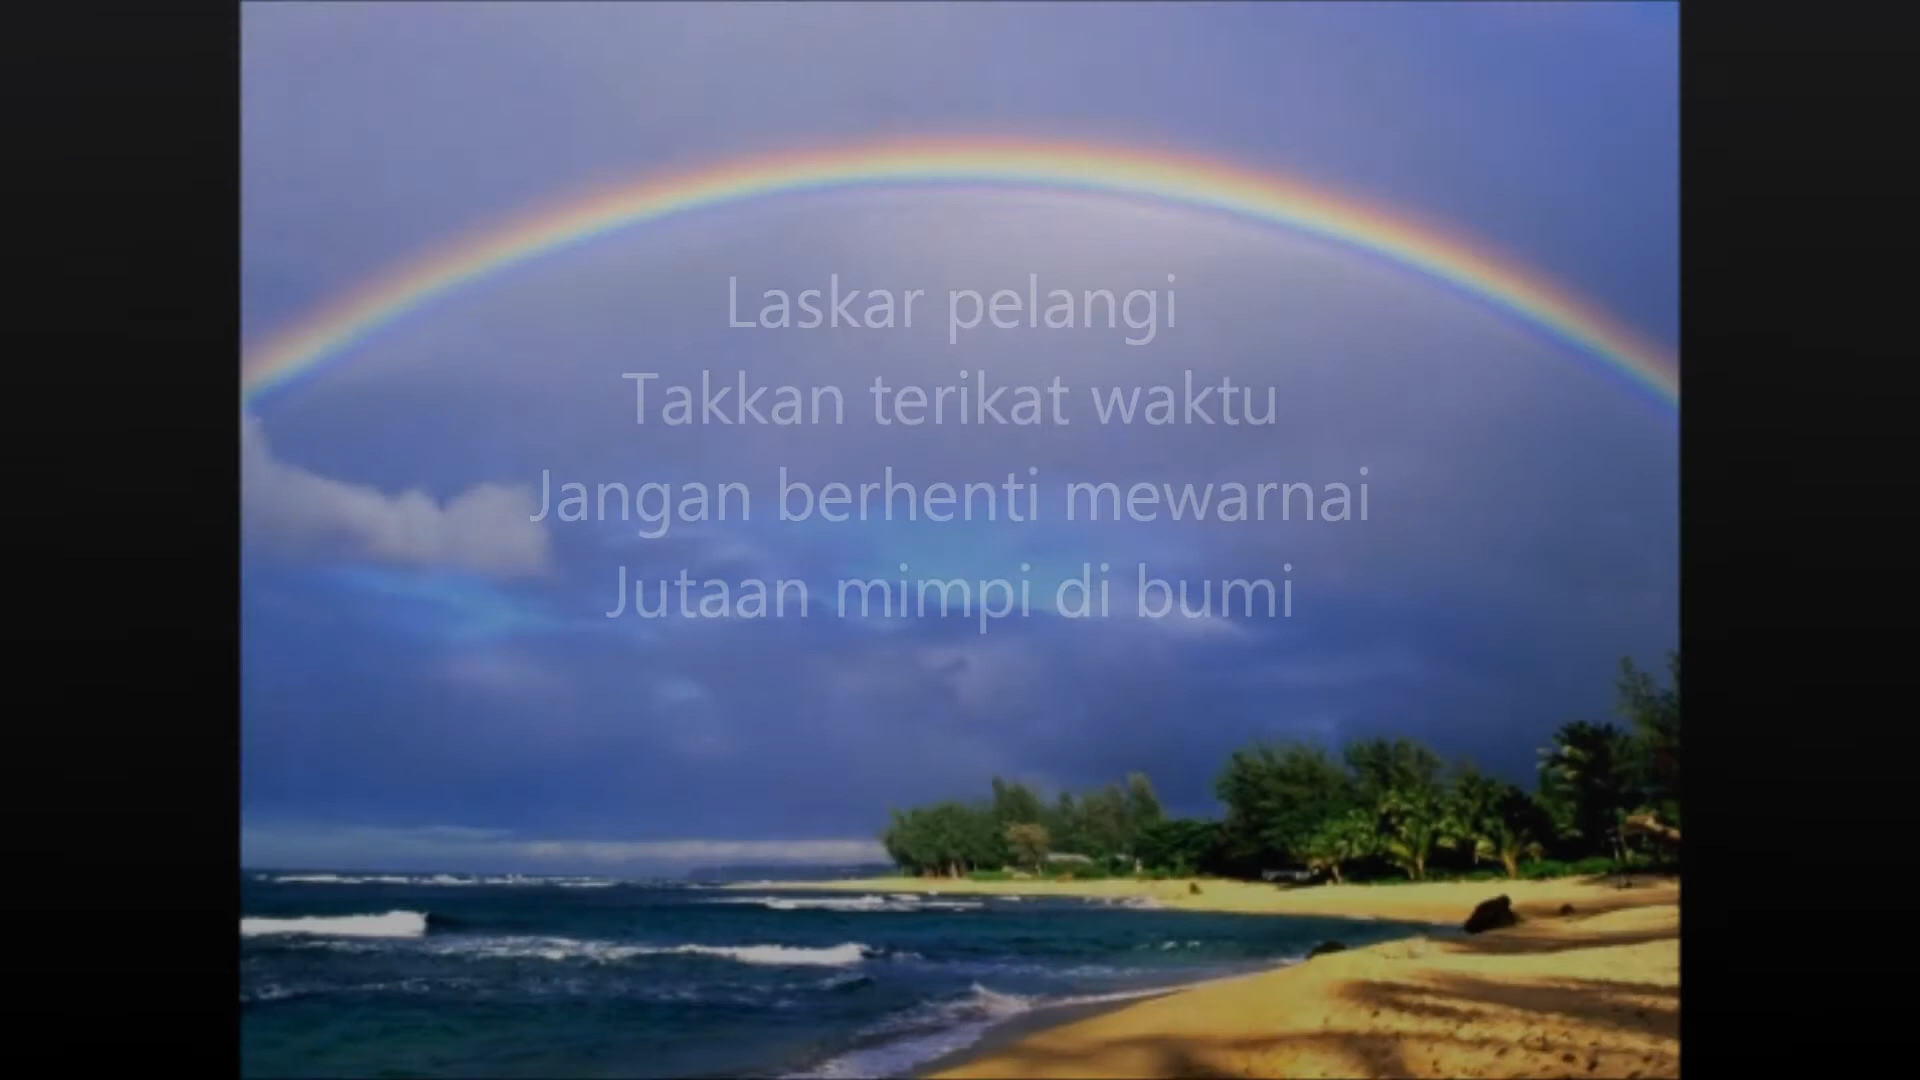 Laskar pelangi
Takkan terikat waktu
Jangan berhenti mewarnai
Jutaan mimpi di bumi